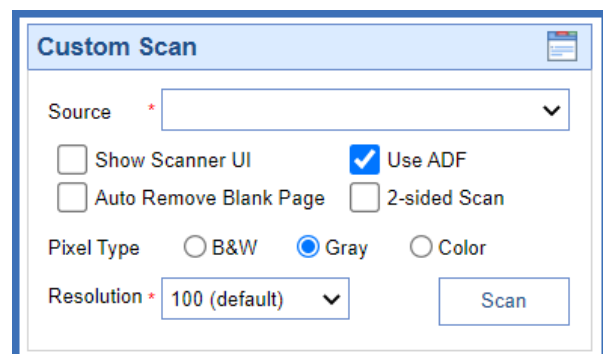 Custom Scan
Source *
Show Scanner UI Use ADF
Auto Remove Blank Page 2-sided Scan
Pixel Type B&W Gray Color
Resolution * 100 (default) Scan